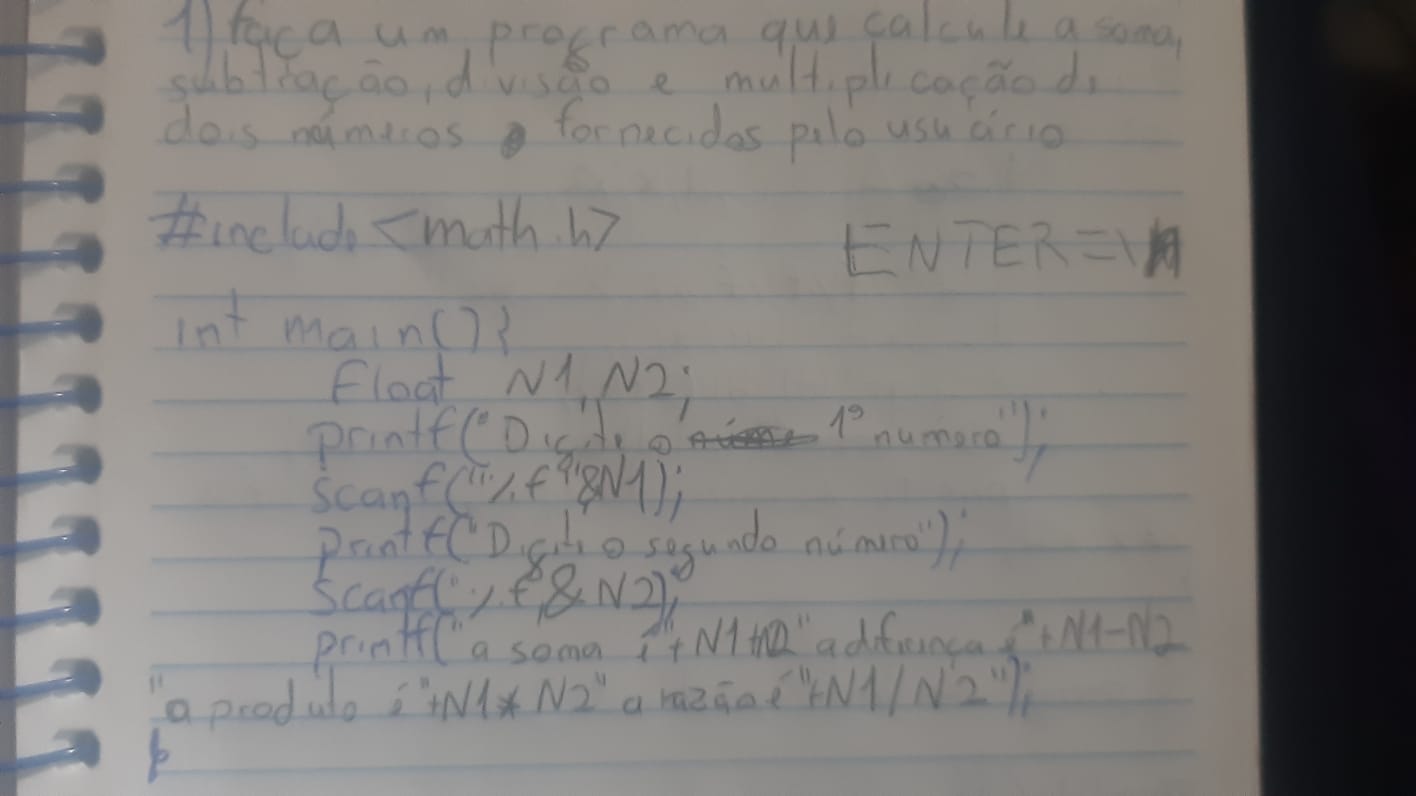 1) faça um programa que calcule a soma,
subtração, divisão e multiplicação de
dois números fornecidos pelo usuário
#include <math.h>
ENTER = \n
int main(){
float N1, N2;
printf("Digite o 1º numero");
scanf("%f",&N1);
printf("Digite o segundo número");
scanf("%f,& N2);
printf("a soma é"+N1+N2" a difrença é"+N1-N2
"a produto é"+N1*N2" a razão é"+N1/N2");
}